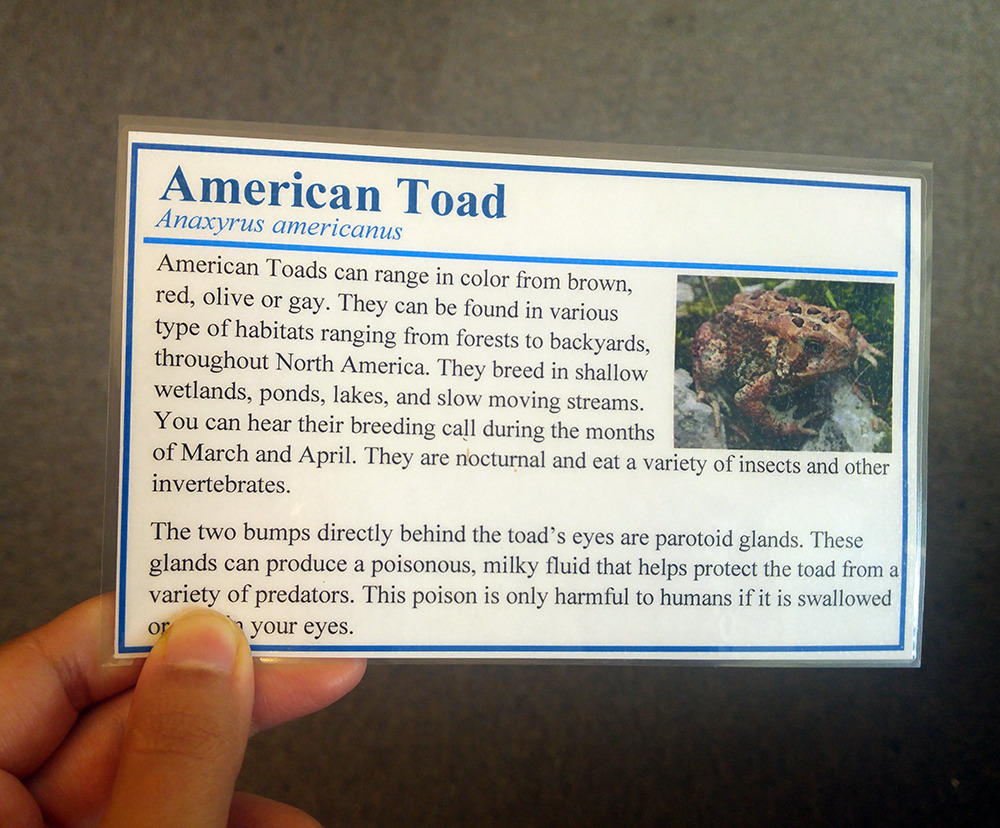 American Toad
Anaxyrus americanus
American Toads can range in color from brown,
red, olive or gay. They can be found in various
type of habitats ranging from forests to backyards,
throughout North America. They breed in shallow
wetlands, ponds, lakes, and slow moving streams.
You can hear their breeding call during the months
of March and April. They are nocturnal and eat a variety of insects and other
invertebrates.
The two bumps directly behind the toad's eyes are parotoid glands. These
glands can produce a poisonous, milky fluid that helps protect the toad from a
variety of predators. This poison is only harmful to humans if it is swallowed
or your eyes.